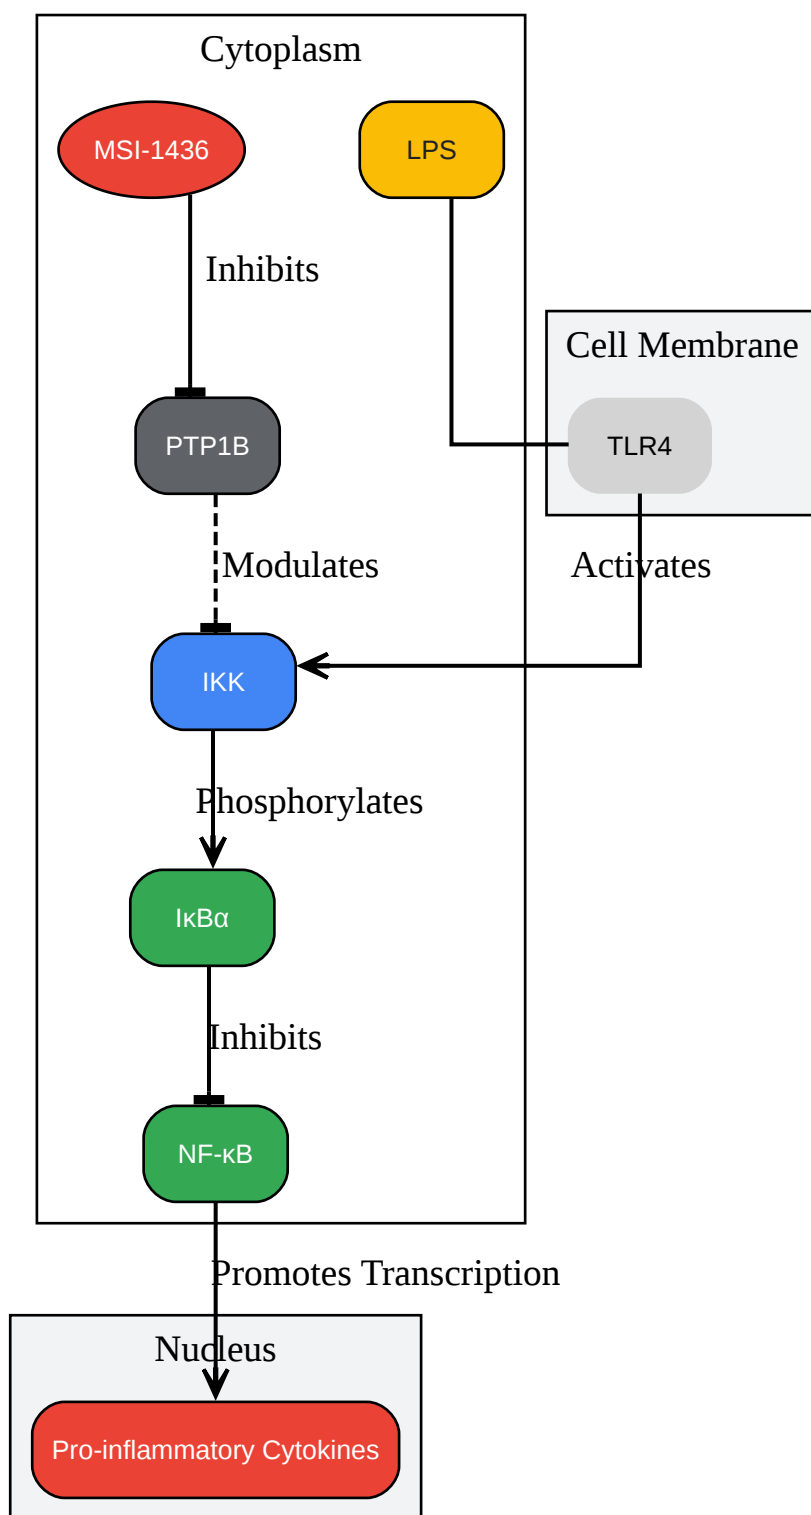 Cytoplasm
MSI-1436
LPS
Inhibits
Cell Membrane
PTP1B
TLR4
Modulates
Activates
IKK
Phosphorylates
IκBα
Inhibits
NF-κB
Promotes Transcription
Nucleus
Pro-inflammatory Cytokines